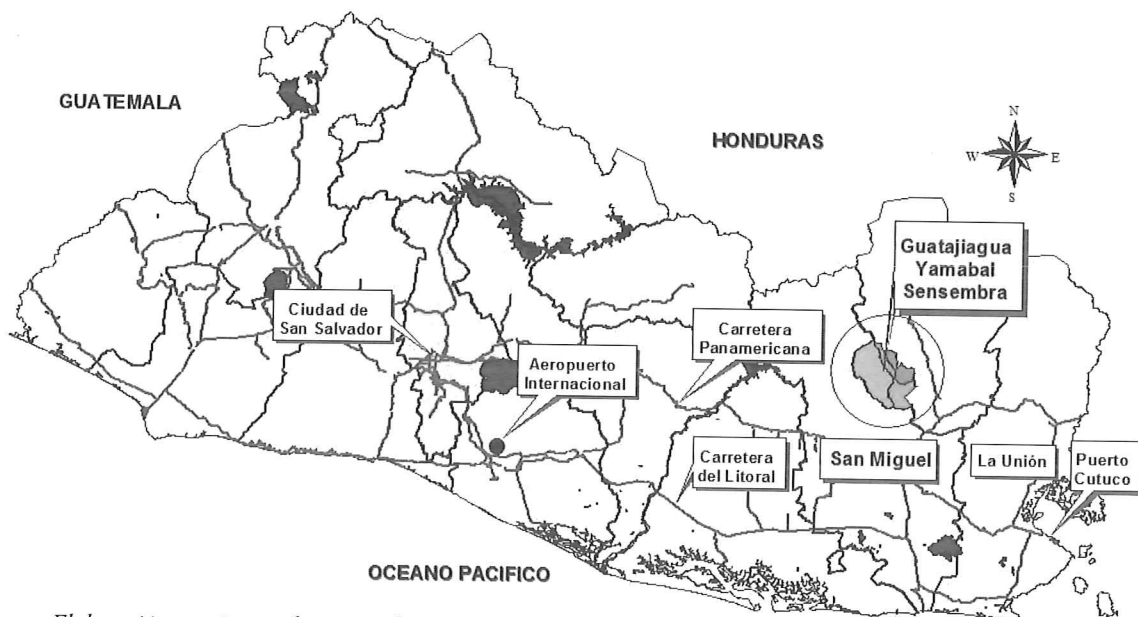 GUATEMALA
HONDURAS
N
W
E
S
Guatajiagua
Yamabal
Sensembra
Ciudad de
San Salvador
Carretera
Panamericana
Aeropuerto
Internacional
Carretera
del Litoral
San Miguel
La Unión
Puerto
Cutuco
OCEANO PACIFICO